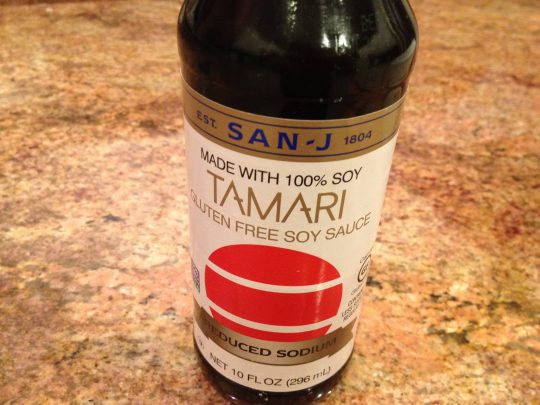 EST. SAN-J 1804
MADE WITH 100% SOY
TAMARI
GLUTEN FREE SOY SAUCE
REDUCED SODIUM
NET 10 FL OZ (296 mL)